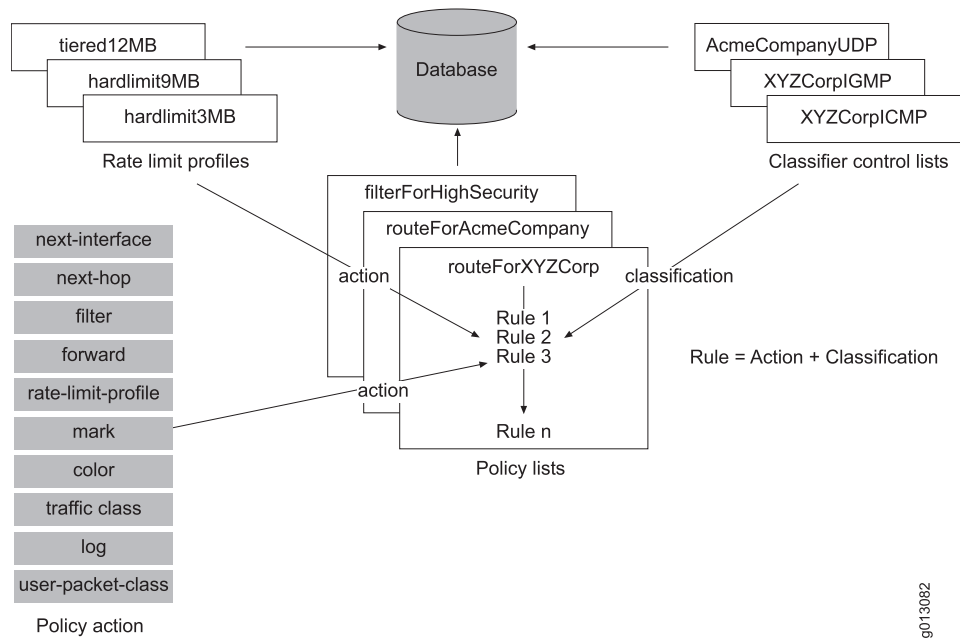 tiered12MB
hardlimit9MB
hardlimit3MB
Rate limit profiles
Database
AcmeCompanyUDP
XYZCorpIGMP
XYZCorpICMP
Classifier control lists
filterForHighSecurity
routeForAcmeCompany
routeForXYZCorp
action
classification
Rule 1
Rule 2
Rule 3
action
Rule n
Policy lists
Rule = Action + Classification
next-interface
next-hop
filter
forward
rate-limit-profile
mark
color
traffic class
log
user-packet-class
Policy action
g013082